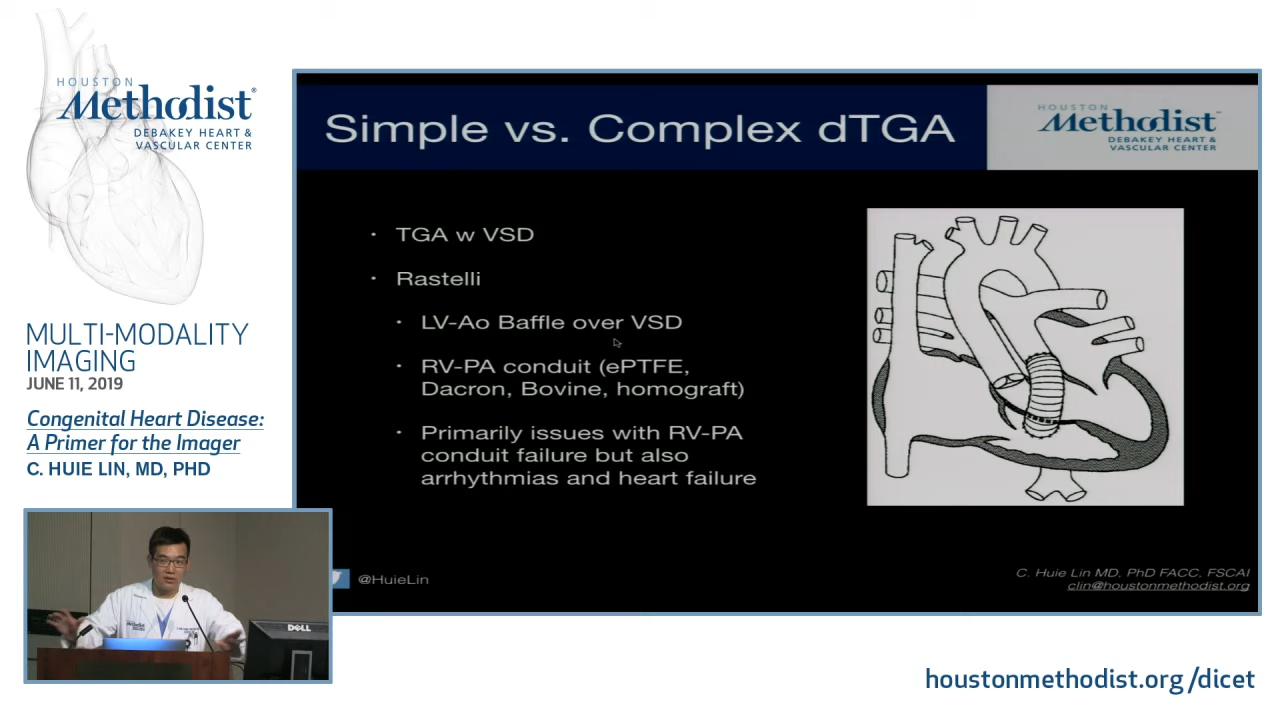 HOUSTON
Methodist®
DEBAKEY HEART &
VASCULAR CENTER
MULTI-MODALITY
IMAGING
JUNE 11, 2019
Congenital Heart Disease:
A Primer for the Imager
C. HUIE LIN, MD, PHD
Simple vs. Complex dTGA
HOUSTON
Methodist
DEBAKEY HEART &
VASCULAR CENTER
• TGA w VSD
• Rastelli
• LV-Ao Baffle over VSD
• RV-PA conduit (ePTFE,
Dacron, Bovine, homograft)
• Primarily issues with RV-PA
conduit failure but also
arrhythmias and heart failure
@HuieLin
C. Huie Lin MD, PhD FACC, FSCAI
clin@houstonmethodist.org
DELL
houstonmethodist.org/dicet